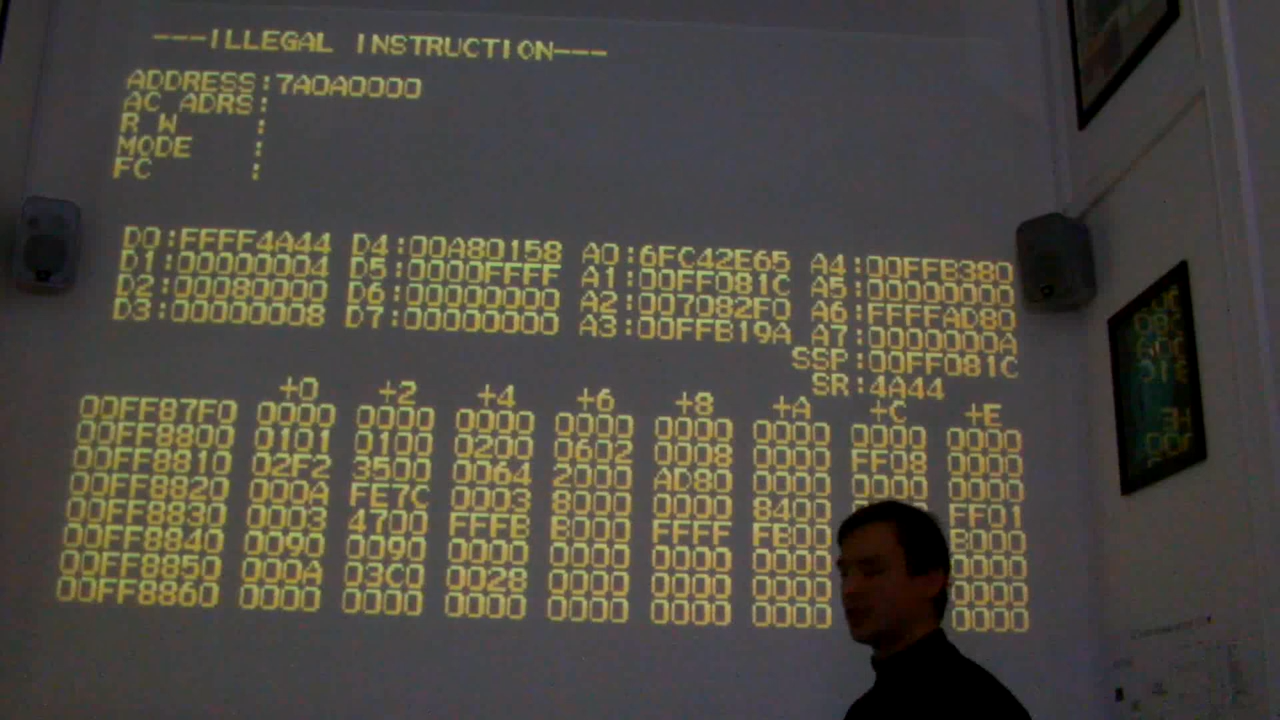 ---ILLEGAL INSTRUCTION---
ADDRESS:7A0A0000
AC ADRS:
R W :
MODE :
FC :
D0:FFFF4A44 D4:00A80158 A0:6FC42E65 A4:00FFB380
D1:00000004 D5:0000FFFF A1:00FF081C A5:00000000
D2:00080000 D6:00000000 A2:007082F0 A6:FFFFAD80
D3:00000008 D7:00000000 A3:00FFB19A A7:0000000A
SSP:00FF081C
SR:4A44
+0 +2 +4 +6 +8 +A +C +E
00FF87F0 0000 0000 0000 0000 0000 0000 0000 0000
00FF8800 0101 0100 0200 0602 0008 0000 FF08 0000
00FF8810 02F2 3500 0064 2000 AD80 0000 0000 0000
00FF8820 000A FE7C 0003 8000 0000 8400 FF01
00FF8830 0003 4700 FFFB B000 FFFF FB00 B000
00FF8840 0090 0090 0000 0000 0000 0000 0000
00FF8850 000A 03C0 0028 0000 0000 0000 0000
00FF8860 0000 0000 0000 0000 0000 0000 0000